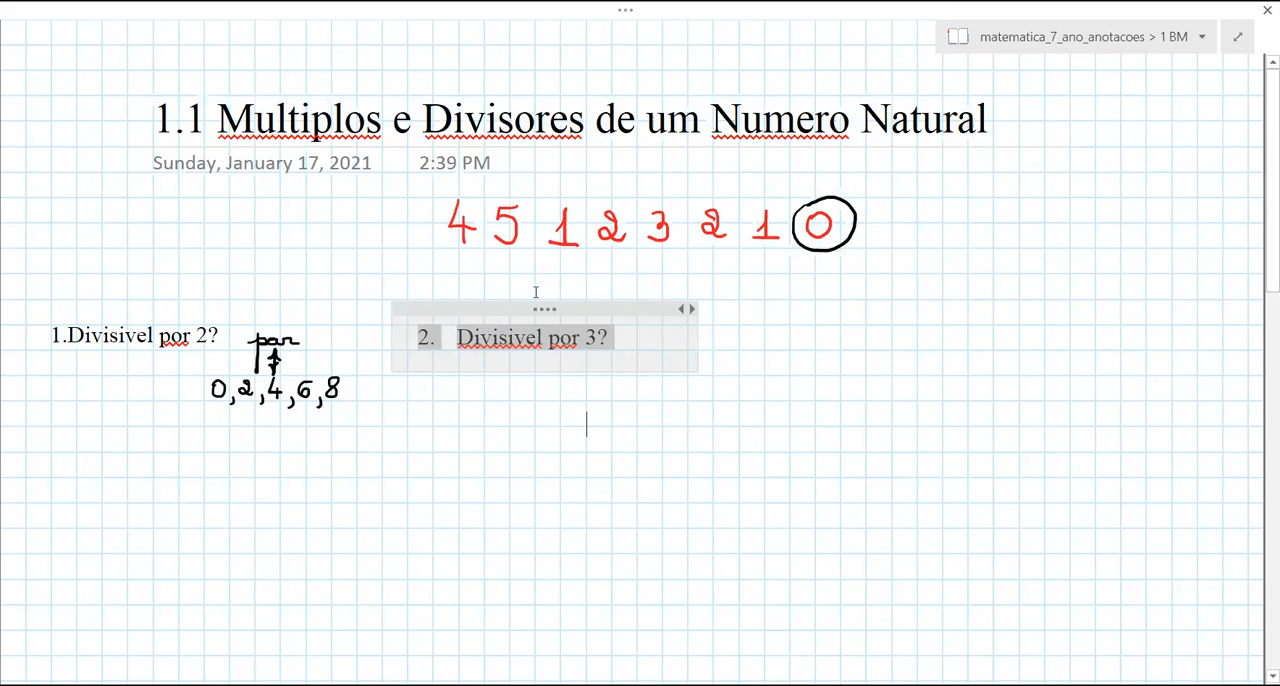 matematica_7_ano_anotacoes > 1 BM
1.1 Multiplos e Divisores de um Numero Natural
Sunday, January 17, 2021 2:39 PM
4 5 1 2 3 2 1 0
1.Divisivel por 2? par
2. Divisivel por 3?
0, 2, 4, 6, 8